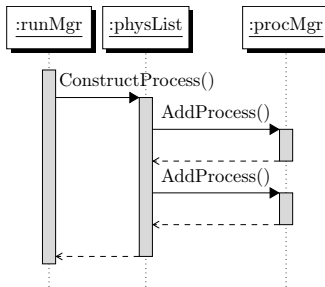 :runMgr
:physList
:procMgr
ConstructProcess()
AddProcess()
AddProcess()